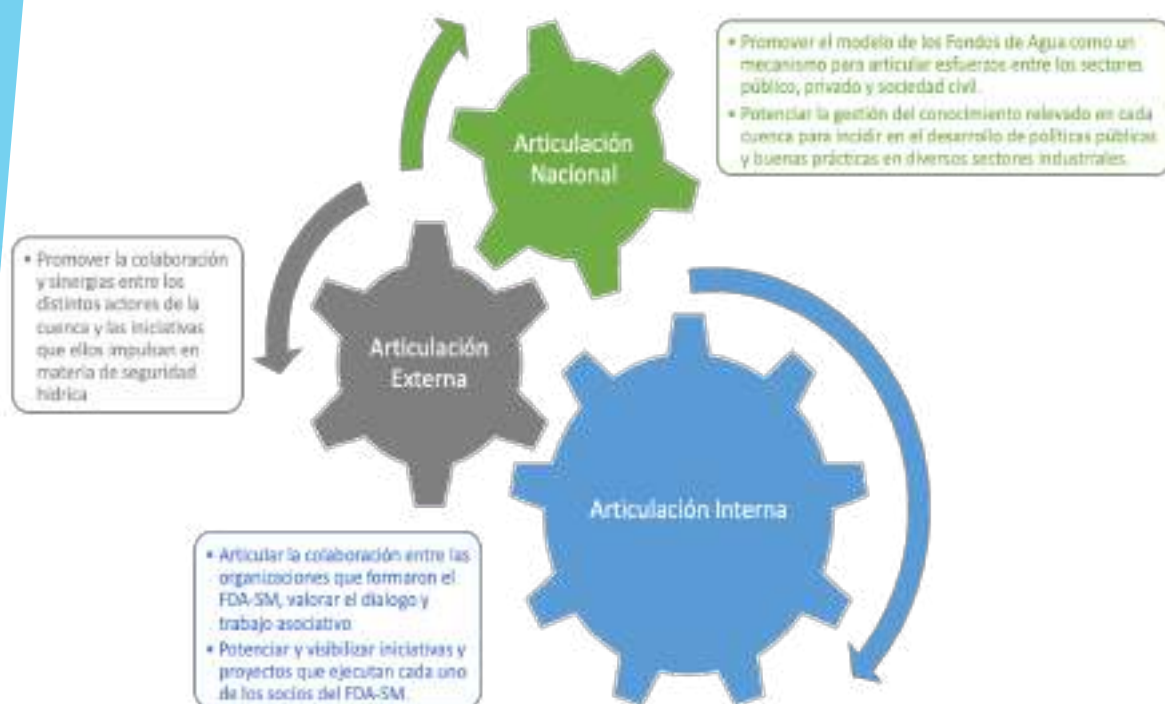 Articulación
Nacional
• Promover el modelo de los Fondos de Agua como un
mecanismo para articular esfuerzos entre los sectores
público, privado y sociedad civil.
• Potenciar la gestión del conocimiento relevado en cada
cuenca para incidir en el desarrollo de políticas públicas
y buenas prácticas en diversos sectores industriales.
• Promover la colaboración
y sinergias entre los
distintos actores de la
cuenca y las iniciativas
que ellos impulsan en
materia de seguridad
hídrica
Articulación
Externa
Articulación Interna
• Articular la colaboración entre las
organizaciones que formaron el
FDA-SM, valorar el dialogo y
trabajo asociativo
• Potenciar y visibilizar iniciativas y
proyectos que ejecutan cada uno
de los socios del FDA-SM.